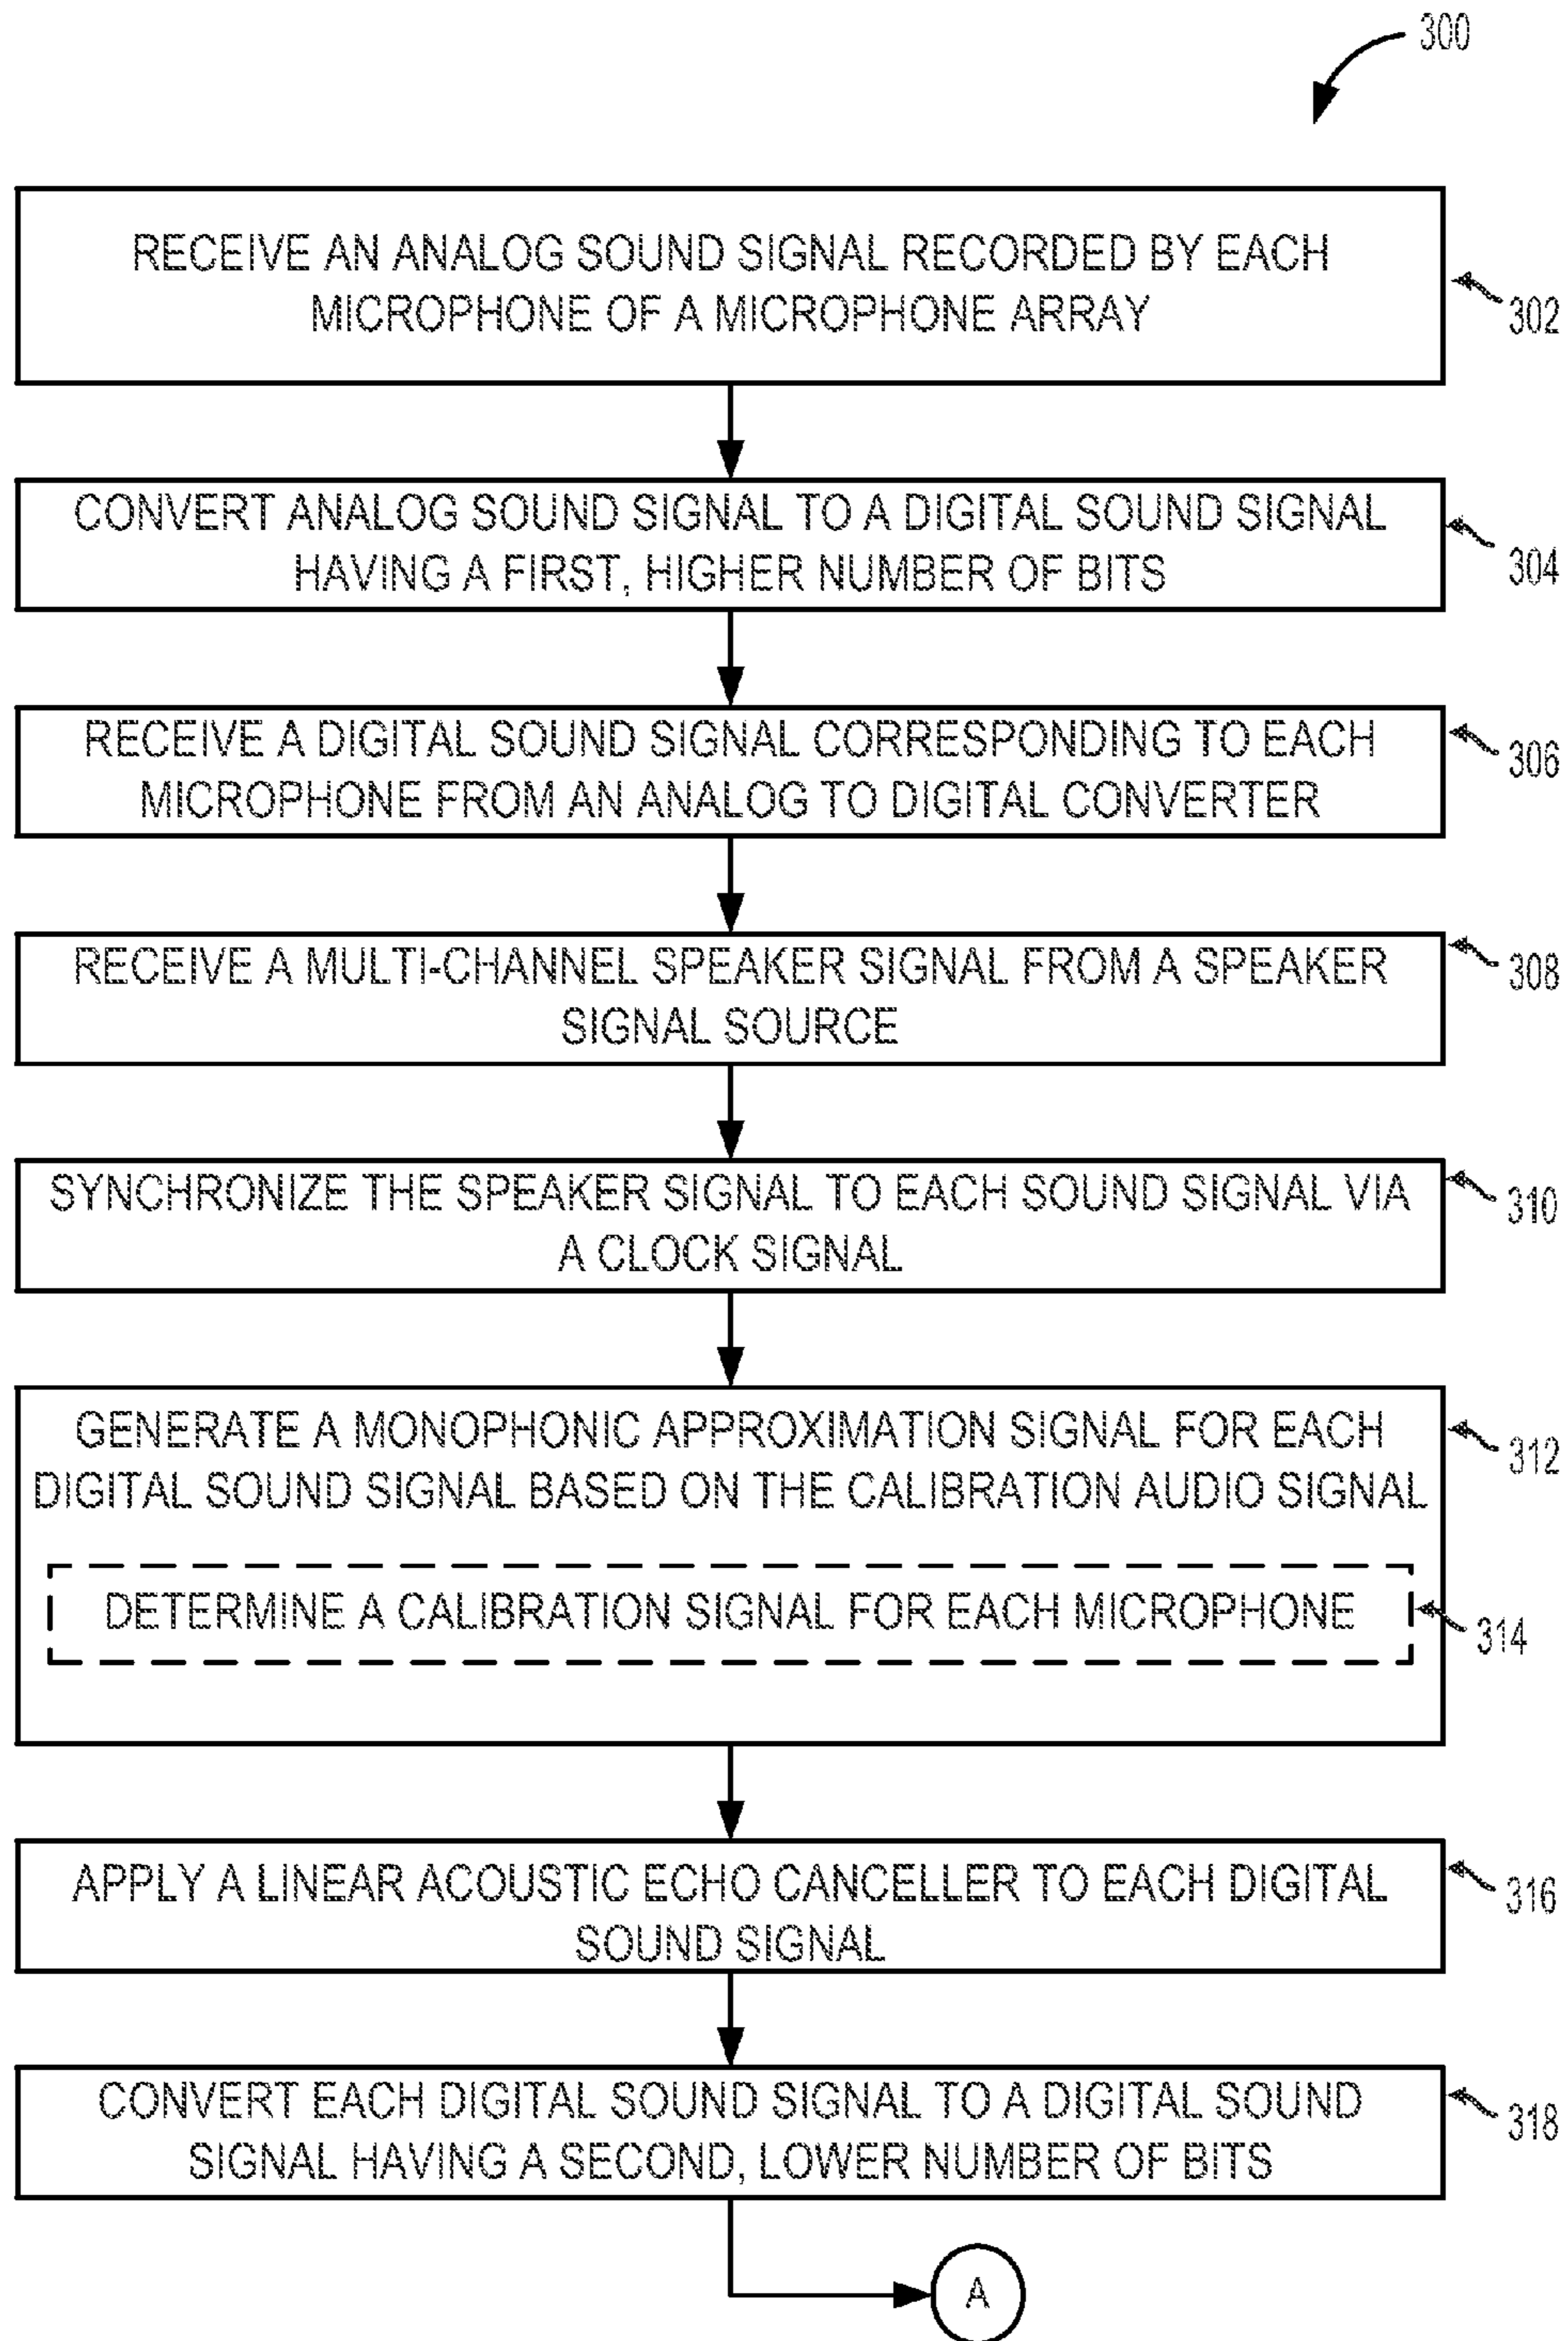 300
RECEIVE AN ANALOG SOUND SIGNAL RECORDED BY EACH
MICROPHONE OF A MICROPHONE ARRAY
302
CONVERT ANALOG SOUND SIGNAL TO A DIGITAL SOUND SIGNAL
HAVING A FIRST, HIGHER NUMBER OF BITS
304
RECEIVE A DIGITAL SOUND SIGNAL CORRESPONDING TO EACH
MICROPHONE FROM AN ANALOG TO DIGITAL CONVERTER
306
RECEIVE A MULTI-CHANNEL SPEAKER SIGNAL FROM A SPEAKER
SIGNAL SOURCE
308
SYNCHRONIZE THE SPEAKER SIGNAL TO EACH SOUND SIGNAL VIA
A CLOCK SIGNAL
310
GENERATE A MONOPHONIC APPROXIMATION SIGNAL FOR EACH
DIGITAL SOUND SIGNAL BASED ON THE CALIBRATION AUDIO SIGNAL
312
DETERMINE A CALIBRATION SIGNAL FOR EACH MICROPHONE
314
APPLY A LINEAR ACOUSTIC ECHO CANCELLER TO EACH DIGITAL
SOUND SIGNAL
316
CONVERT EACH DIGITAL SOUND SIGNAL TO A DIGITAL SOUND
SIGNAL HAVING A SECOND, LOWER NUMBER OF BITS
318
A